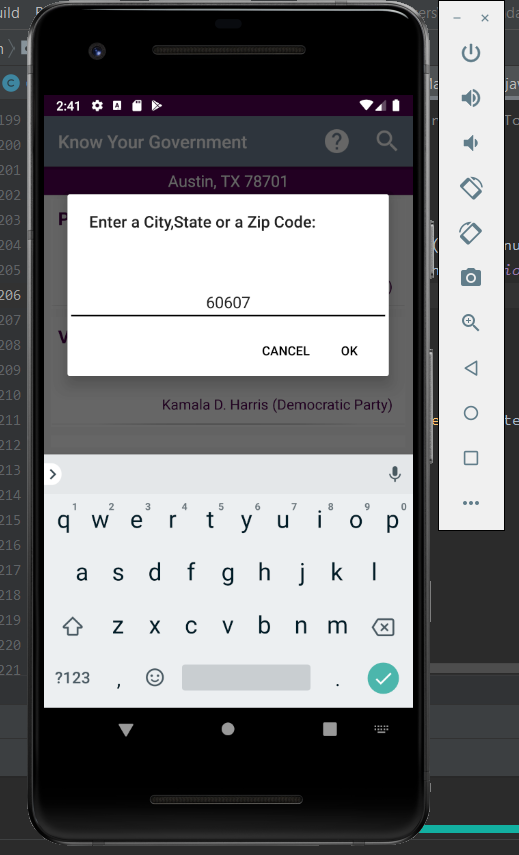 uild
199
200
201
202
203
204
205
206
207
208
209
210
211
212
213
214
215
216
217
218
219
220
221
2:41
Know Your Government
Austin, TX 78701
Enter a City,State or a Zip Code:
60607
CANCEL OK
Kamala D. Harris (Democratic Party)
q 1 w 2 e 3 r 4 t 5 y 6 u 7 i 8 o 9 p 0
a s d f g h j k l
z x c v b n m
?123 , .